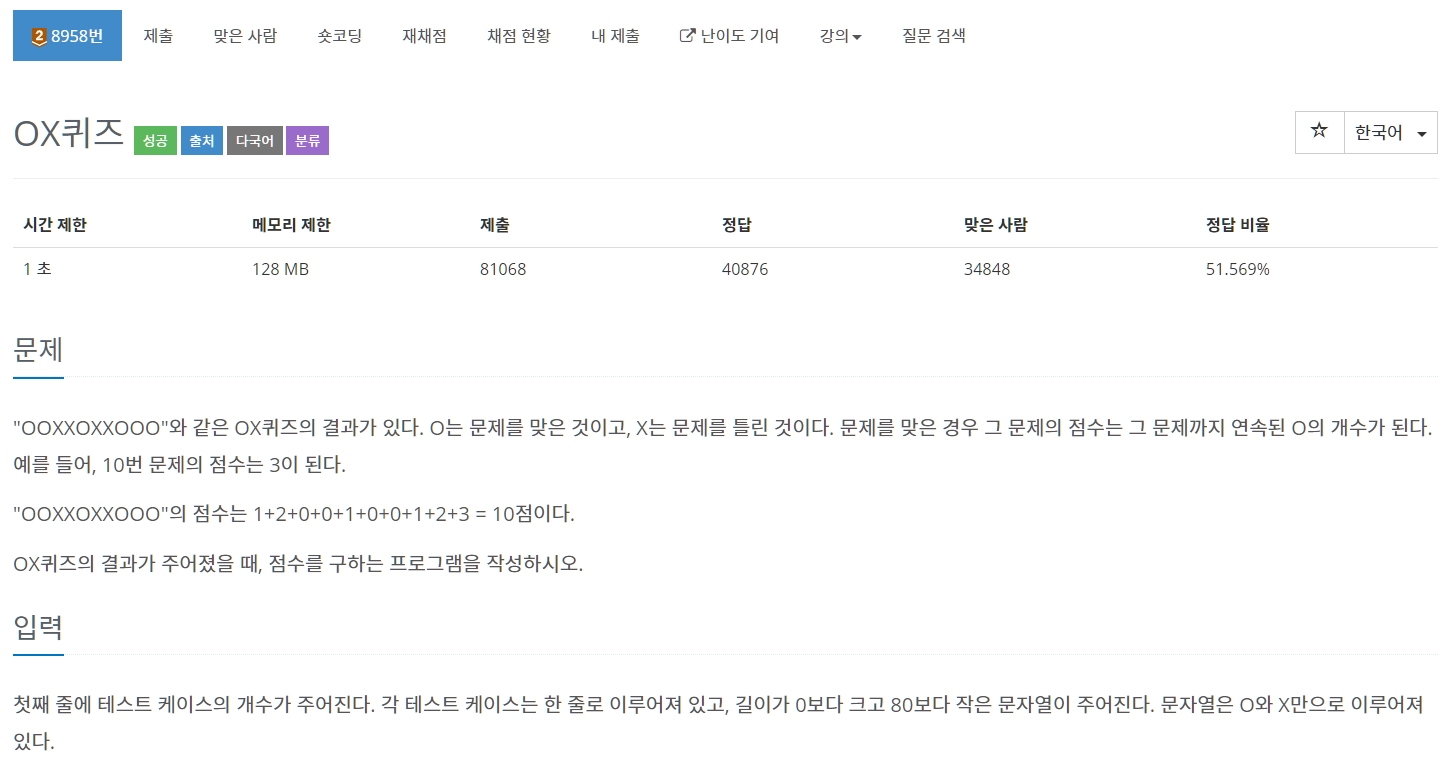 2 8958번 제출 맞은 사람 숏코딩 재채점 채점 현황 내 제출 난이도 기여 강의 질문 검색
OX퀴즈 성공 출처 다국어 분류 한국어
시간 제한 메모리 제한 제출 정답 맞은 사람 정답 비율
1 초 128 MB 81068 40876 34848 51.569%
문제
"OOXXOXXOOO"와 같은 OX퀴즈의 결과가 있다. O는 문제를 맞은 것이고, X는 문제를 틀린 것이다. 문제를 맞은 경우 그 문제의 점수는 그 문제까지 연속된 O의 개수가 된다.
예를 들어, 10번 문제의 점수는 3이 된다.
"OOXXOXXOOO"의 점수는 1+2+0+0+1+0+0+1+2+3 = 10점이다.
OX퀴즈의 결과가 주어졌을 때, 점수를 구하는 프로그램을 작성하시오.
입력
첫째 줄에 테스트 케이스의 개수가 주어진다. 각 테스트 케이스는 한 줄로 이루어져 있고, 길이가 0보다 크고 80보다 작은 문자열이 주어진다. 문자열은 O와 X만으로 이루어져
있다.